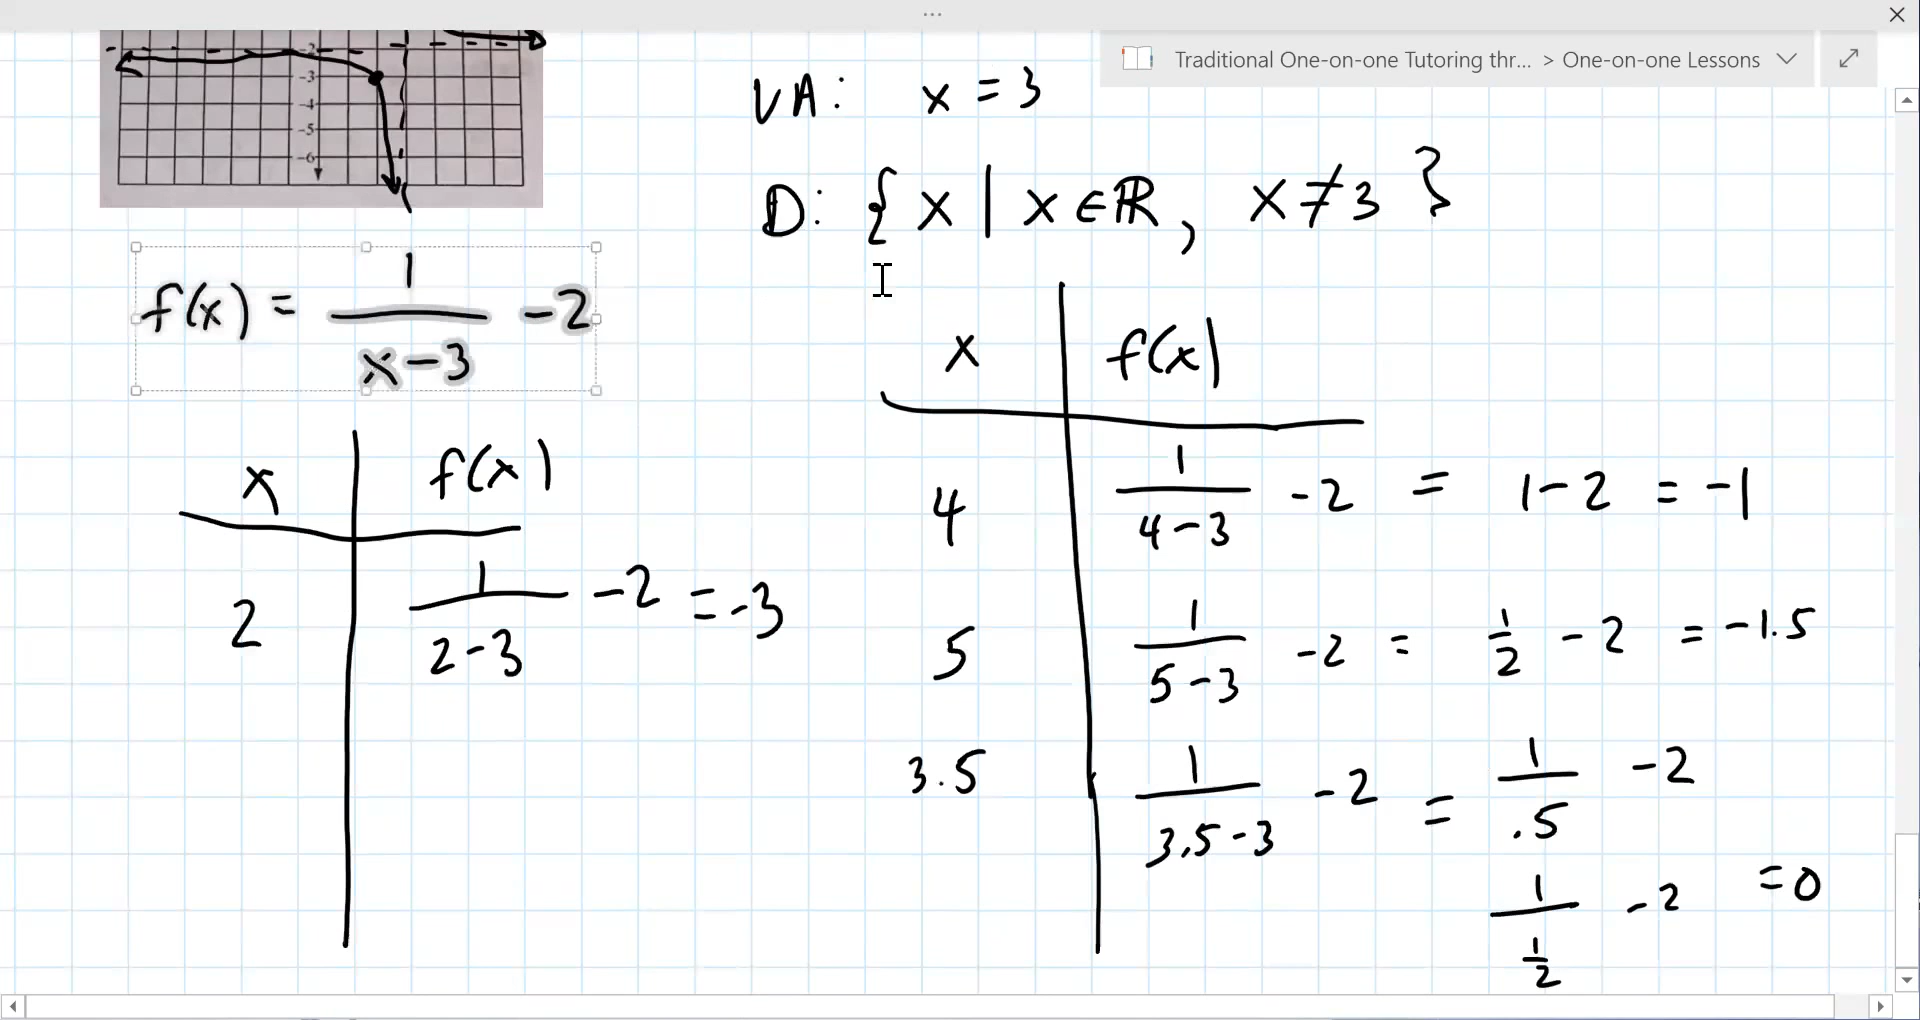 ...
Traditional One-on-one Tutoring thr... > One-on-one Lessons
-2
-3
-4
-5
-6
VA: x = 3
D: { x | x ∈ ℝ, x ≠ 3 }
f(x) = 1/(x-3) -2
x | f(x)
2 | 1/(2-3) -2 = -3
x | f(x)
4 | 1/(4-3) -2 = 1-2 = -1
5 | 1/(5-3) -2 = 1/2 -2 = -1.5
3.5 | 1/(3.5-3) -2 = 1/.5 -2
1/(1/2) -2 = 0